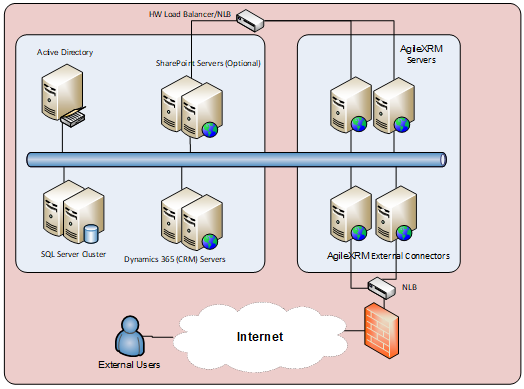 HW Load Balancer/NLB
Active Directory
SharePoint Servers (Optional)
AgileXRM
Servers
SQL Server Cluster
Dynamics 365 (CRM) Servers
AgileXRM External Connectors
NLB
Internet
External Users